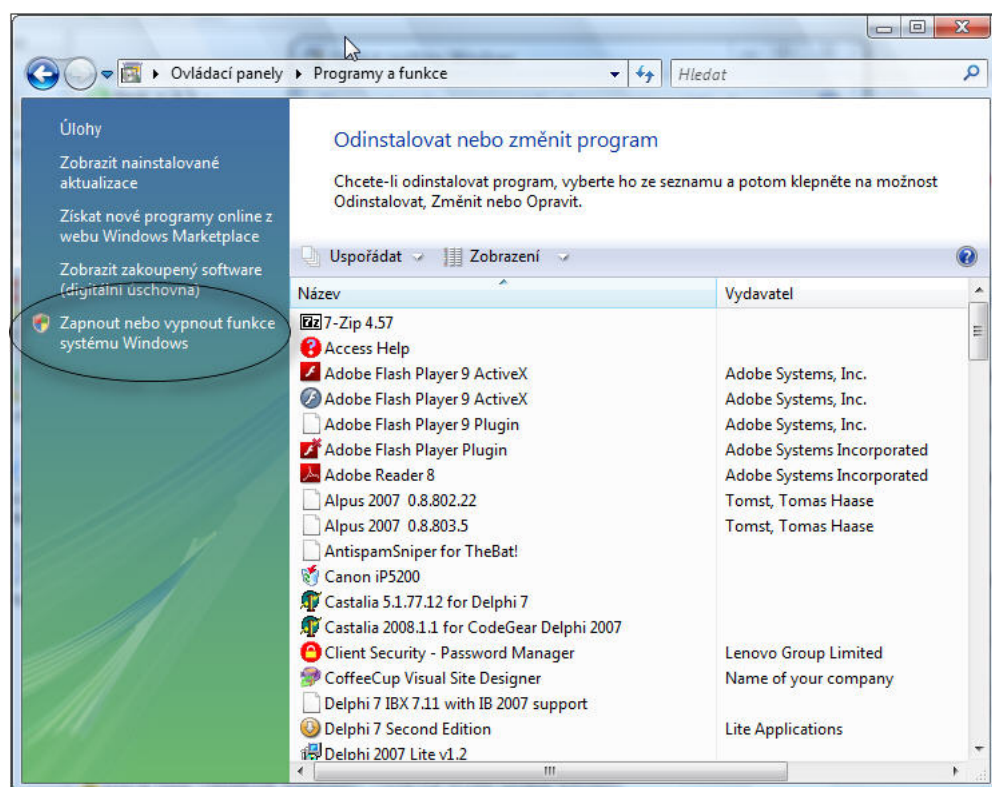 Ovládací panely
Programy a funkce
Hledat
Úlohy
Zobrazit nainstalované
aktualizace
Získat nové programy online z
webu Windows Marketplace
Zobrazit zakoupený software
(digitální úschovna)
Zapnout nebo vypnout funkce
systému Windows
Odinstalovat nebo změnit program
Chcete-li odinstalovat program, vyberte ho ze seznamu a potom klepněte na možnost
Odinstalovat, Změnit nebo Opravit.
Uspořádat Zobrazení
Název Vydavatel
7-Zip 4.57
Access Help
Adobe Flash Player 9 ActiveX Adobe Systems, Inc.
Adobe Flash Player 9 ActiveX Adobe Systems, Inc.
Adobe Flash Player 9 Plugin Adobe Systems, Inc.
Adobe Flash Player Plugin Adobe Systems Incorporated
Adobe Reader 8 Adobe Systems Incorporated
Alpus 2007 0.8.802.22 Tomst, Tomas Haase
Alpus 2007 0.8.803.5 Tomst, Tomas Haase
AntispamSniper for TheBat!
Canon iP5200
Castalia 5.1.77.12 for Delphi 7
Castalia 2008.1.1 for CodeGear Delphi 2007
Client Security - Password Manager Lenovo Group Limited
CoffeeCup Visual Site Designer Name of your company
Delphi 7 IBX 7.11 with IB 2007 support
Delphi 7 Second Edition Lite Applications
Delphi 2007 Lite v1.2